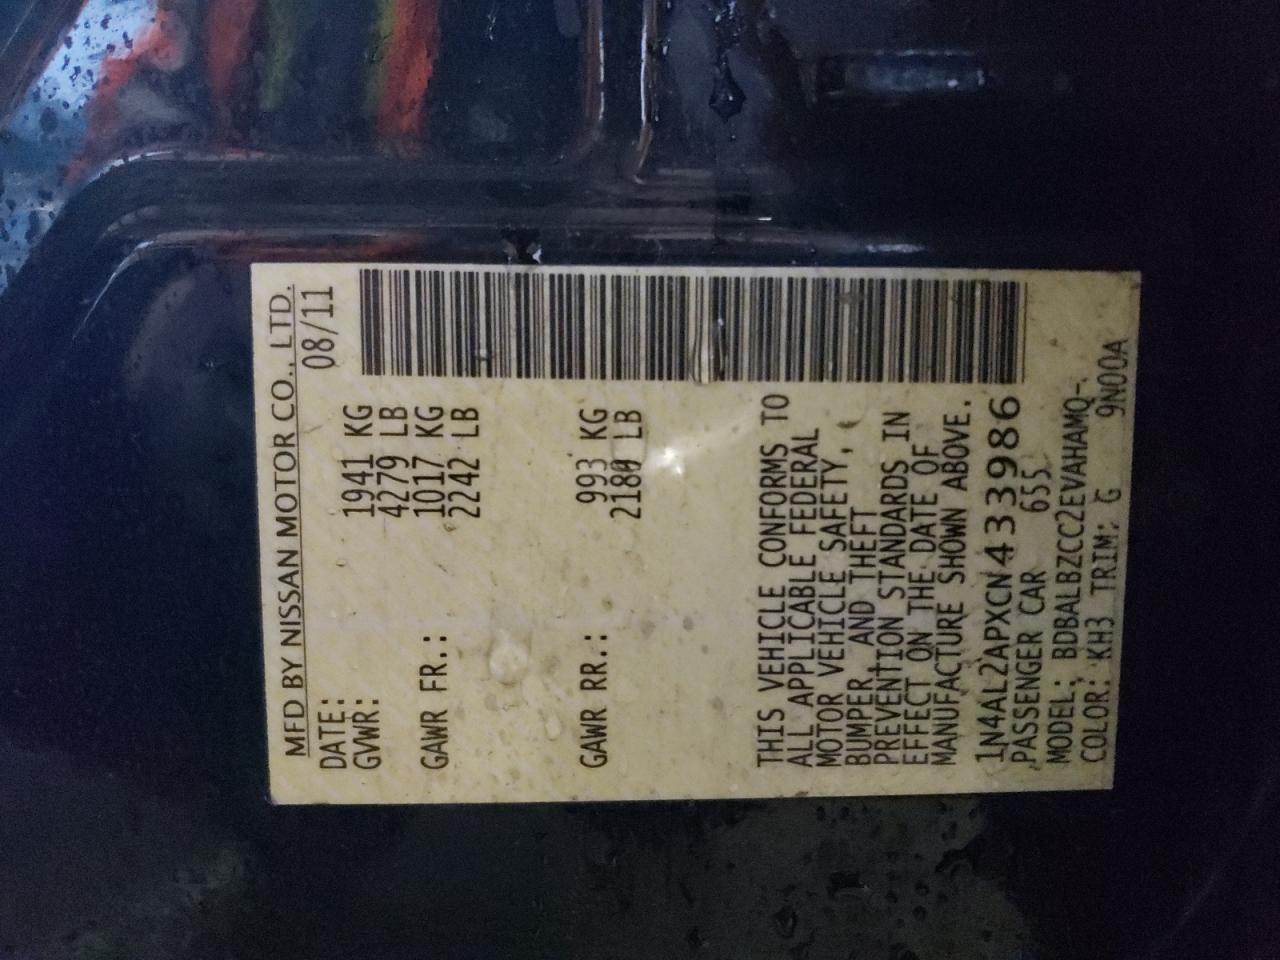 MFD BY NISSAN MOTOR CO., LTD.
DATE: 08/11
GVWR: 1941 KG
4279 LB
GAWR FR.: 1017 KG
2242 LB
GAWR RR.: 993 KG
2180 LB
THIS VEHICLE CONFORMS TO
ALL APPLICABLE FEDERAL
MOTOR VEHICLE SAFETY,
BUMPER, AND THEFT
PREVENTION STANDARDS IN
EFFECT ON THE DATE OF
MANUFACTURE SHOWN ABOVE.
1N4AL2APXCN433986
PASSENGER CAR 655
MODEL: BDBALBZCC2EVAHAMQ-
COLOR: KH3 TRIM: G 9N00A